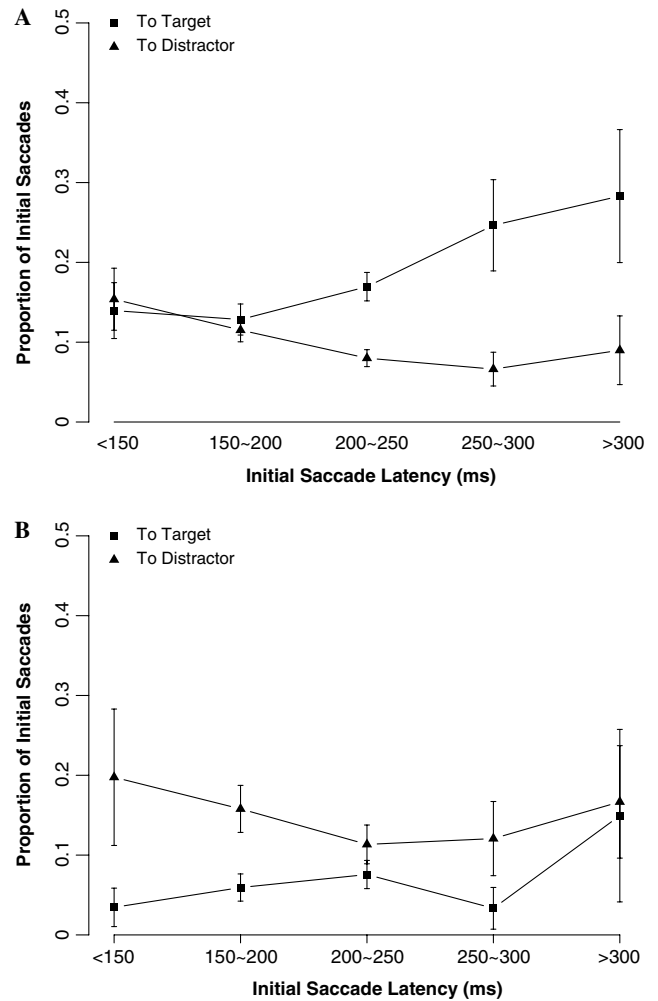 A
To Target
To Distractor
Proportion of Initial Saccades
0.5
0.4
0.3
0.2
0.1
0
<150 150~200 200~250 250~300 >300
Initial Saccade Latency (ms)
B
To Target
To Distractor
Proportion of Initial Saccades
0.5
0.4
0.3
0.2
0.1
0
<150 150~200 200~250 250~300 >300
Initial Saccade Latency (ms)